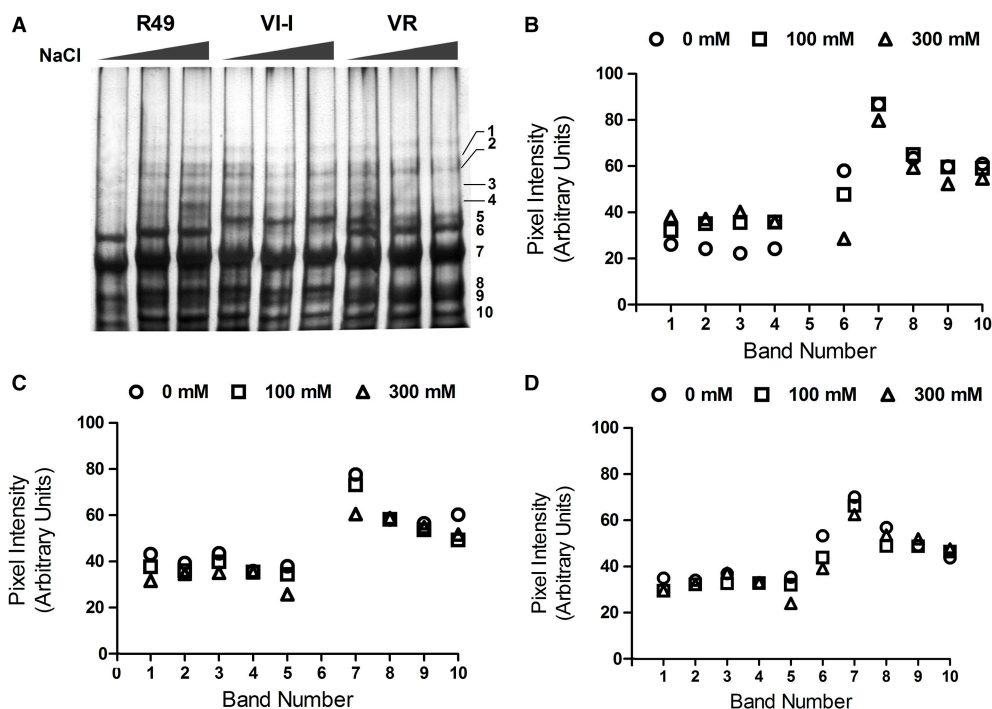 A
R49 VI-I VR
NaCl
1
2
3
4
5
6
7
8
9
10
B
0 mM 100 mM 300 mM
Pixel Intensity
(Arbitrary Units)
100
80
60
40
20
0
1 2 3 4 5 6 7 8 9 10
Band Number
C
0 mM 100 mM 300 mM
Pixel Intensity
(Arbitrary Units)
100
80
60
40
20
0
0 1 2 3 4 5 6 7 8 9 10
Band Number
D
0 mM 100 mM 300 mM
Pixel Intensity
(Arbitrary Units)
100
80
60
40
20
0
1 2 3 4 5 6 7 8 9 10
Band Number